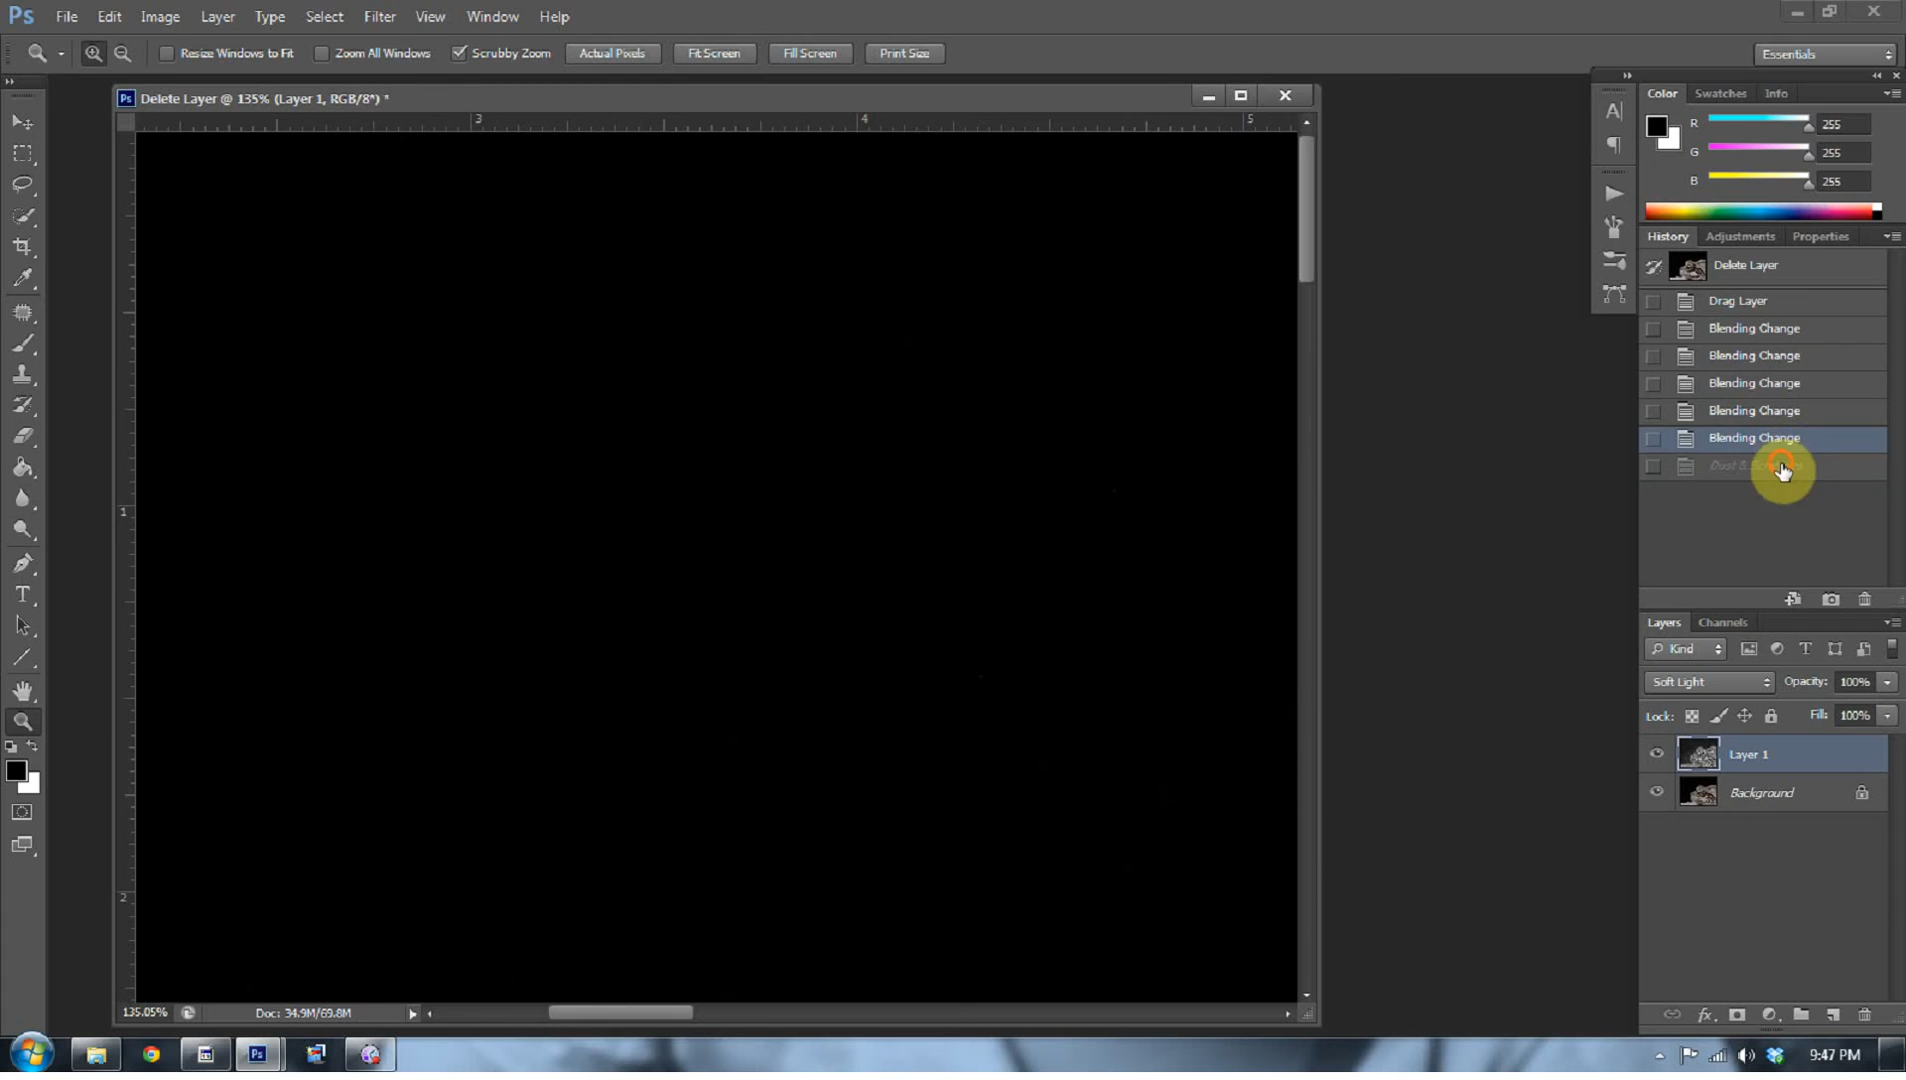 Ps File Edit Image Layer Type Select Filter View Window Help
Resize Windows to Fit Zoom All Windows Scrubby Zoom Actual Pixels Fit Screen Fill Screen Print Size Essentials
Ps Delete Layer @ 135% (Layer 1, RGB/8*) *
3 4 5
Color Swatches Info
R 255
G 255
B 255
History Adjustments Properties
Delete Layer
Drag Layer
Blending Change
Blending Change
Blending Change
Blending Change
Blending Change
Dust &
1
2
Layers Channels
Kind
Soft Light Opacity: 100%
Lock: Fill: 100%
Layer 1
Background
135.05% Doc: 34.9M/69.8M
Ps 9:47 PM